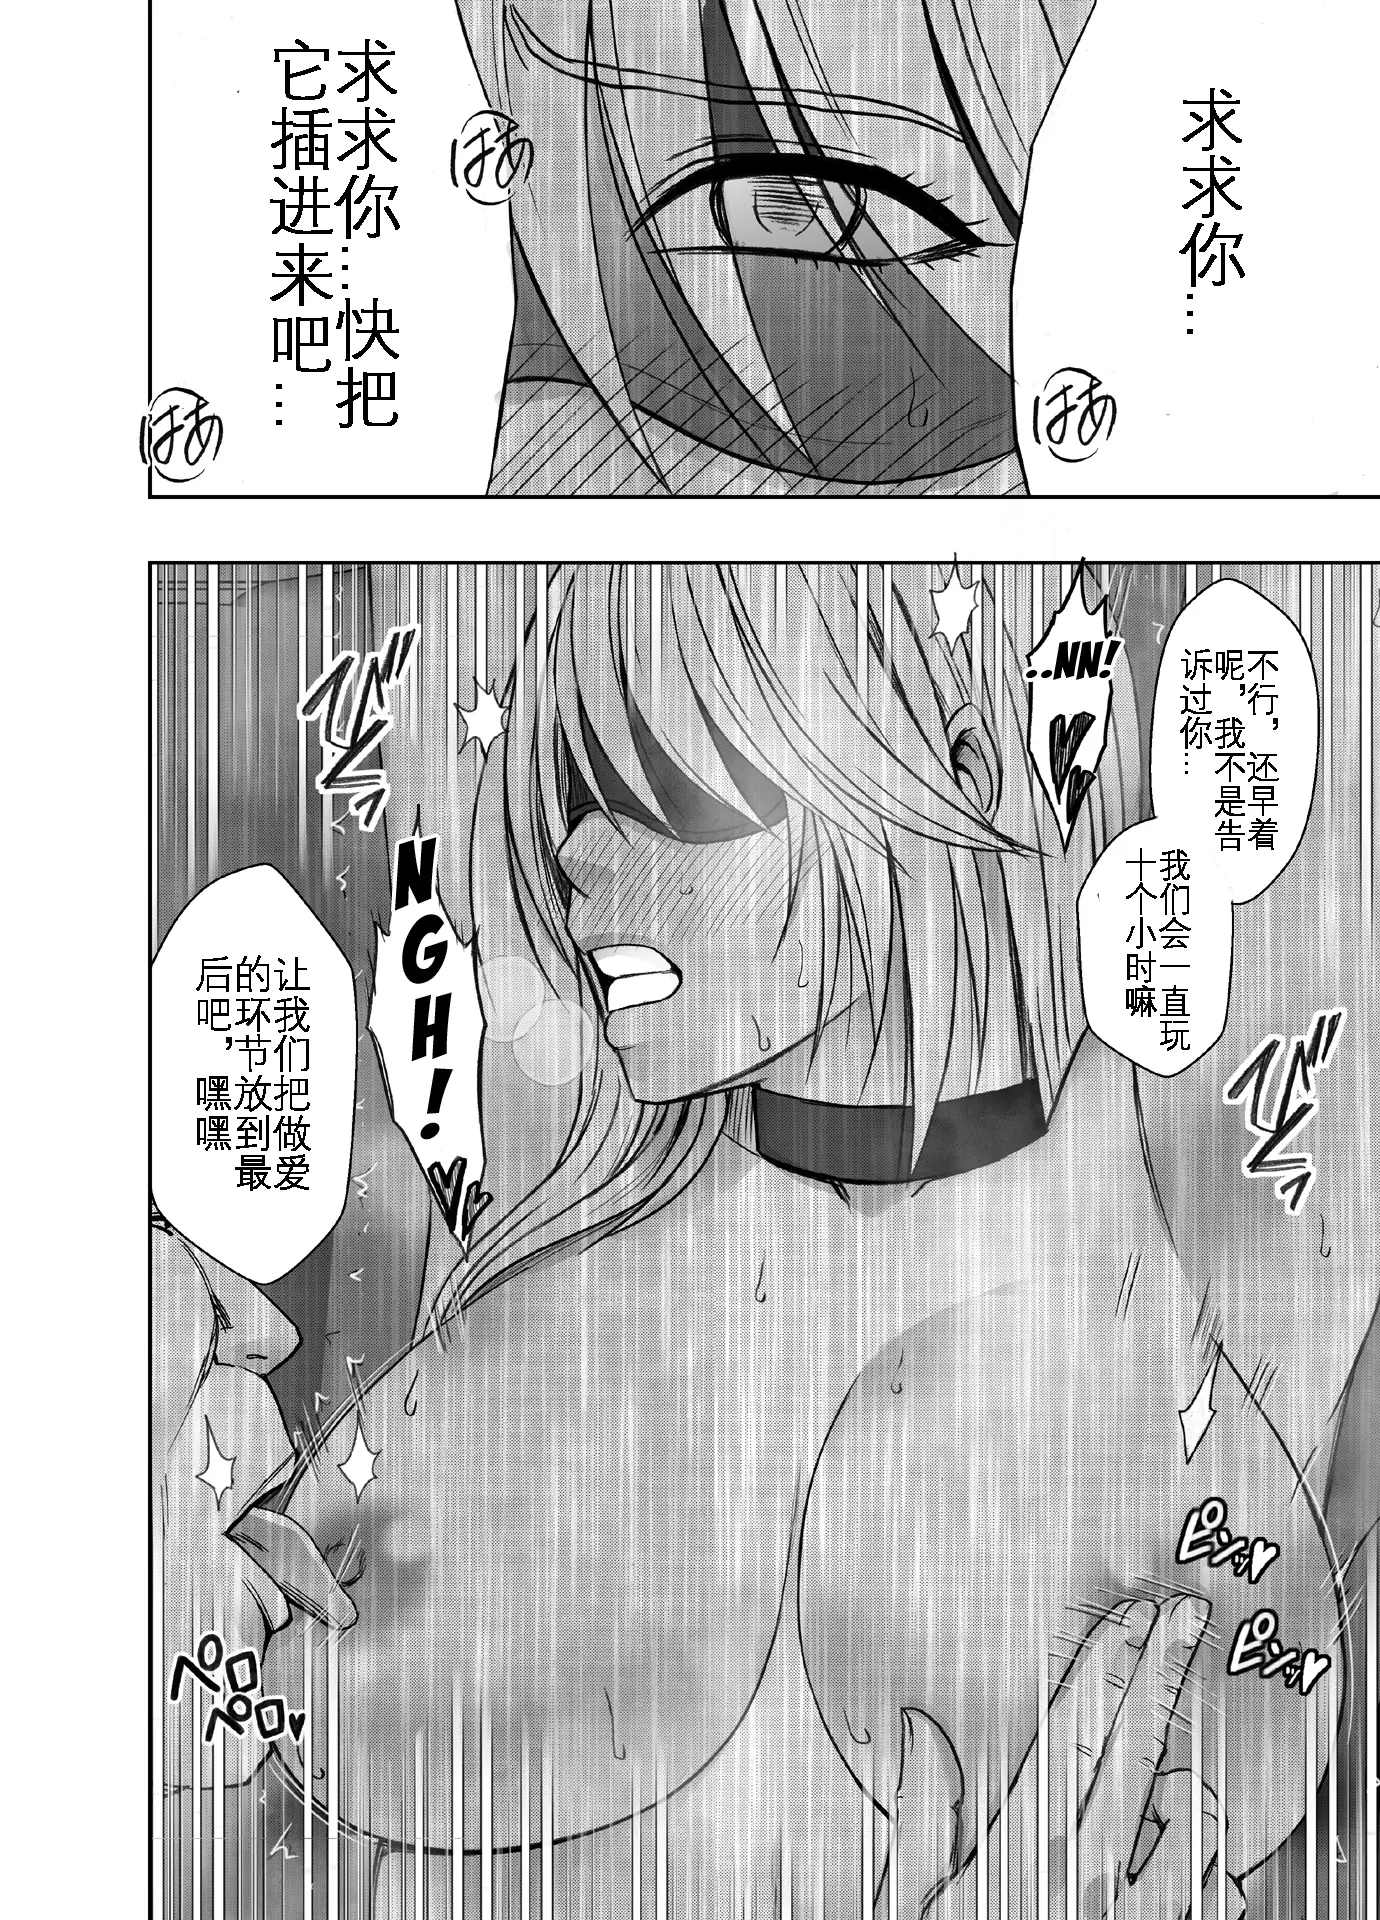 求求你…
求求你…快把
它插进来吧…
はあ
はあ
はあ
不行，还早着
呢，我不是告
诉过你…
我们会一直玩
十个小时嘛
..NN!
NGH!
让我们把做爱
的环节放到最
后吧，嘿嘿
ピンッ
ピンッ
ペロ
ペロ